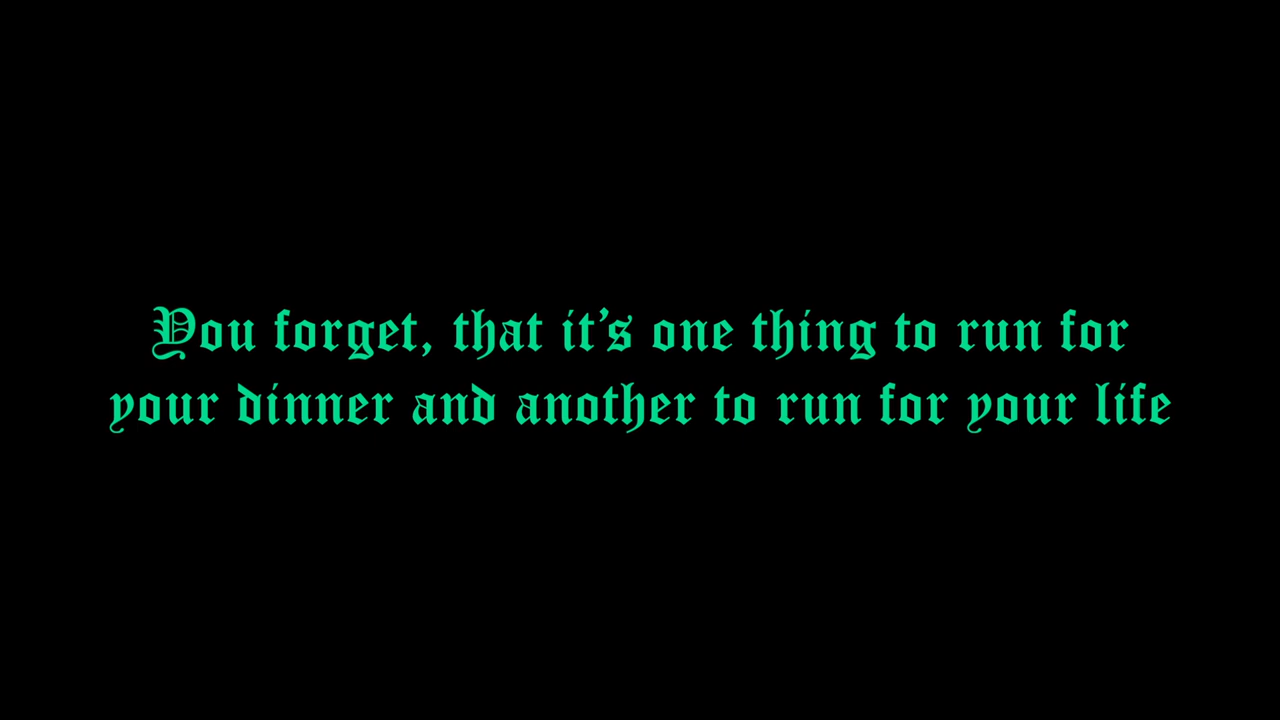 You forget, that it's one thing to run for
your dinner and another to run for your life